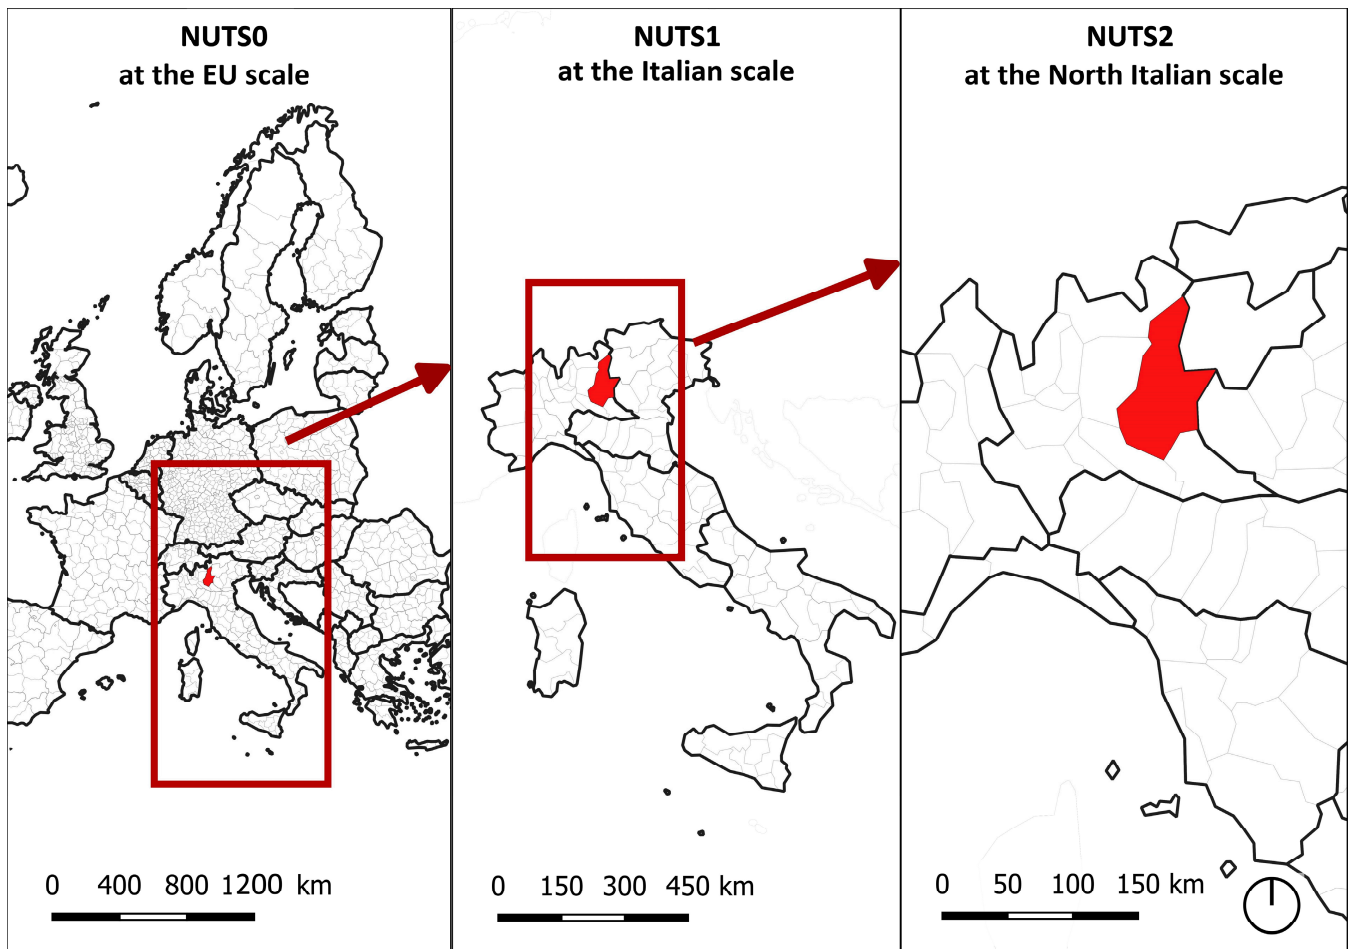 NUTS0
at the EU scale
NUTS1
at the Italian scale
NUTS2
at the North Italian scale
0 400 800 1200 km
0 150 300 450 km
0 50 100 150 km